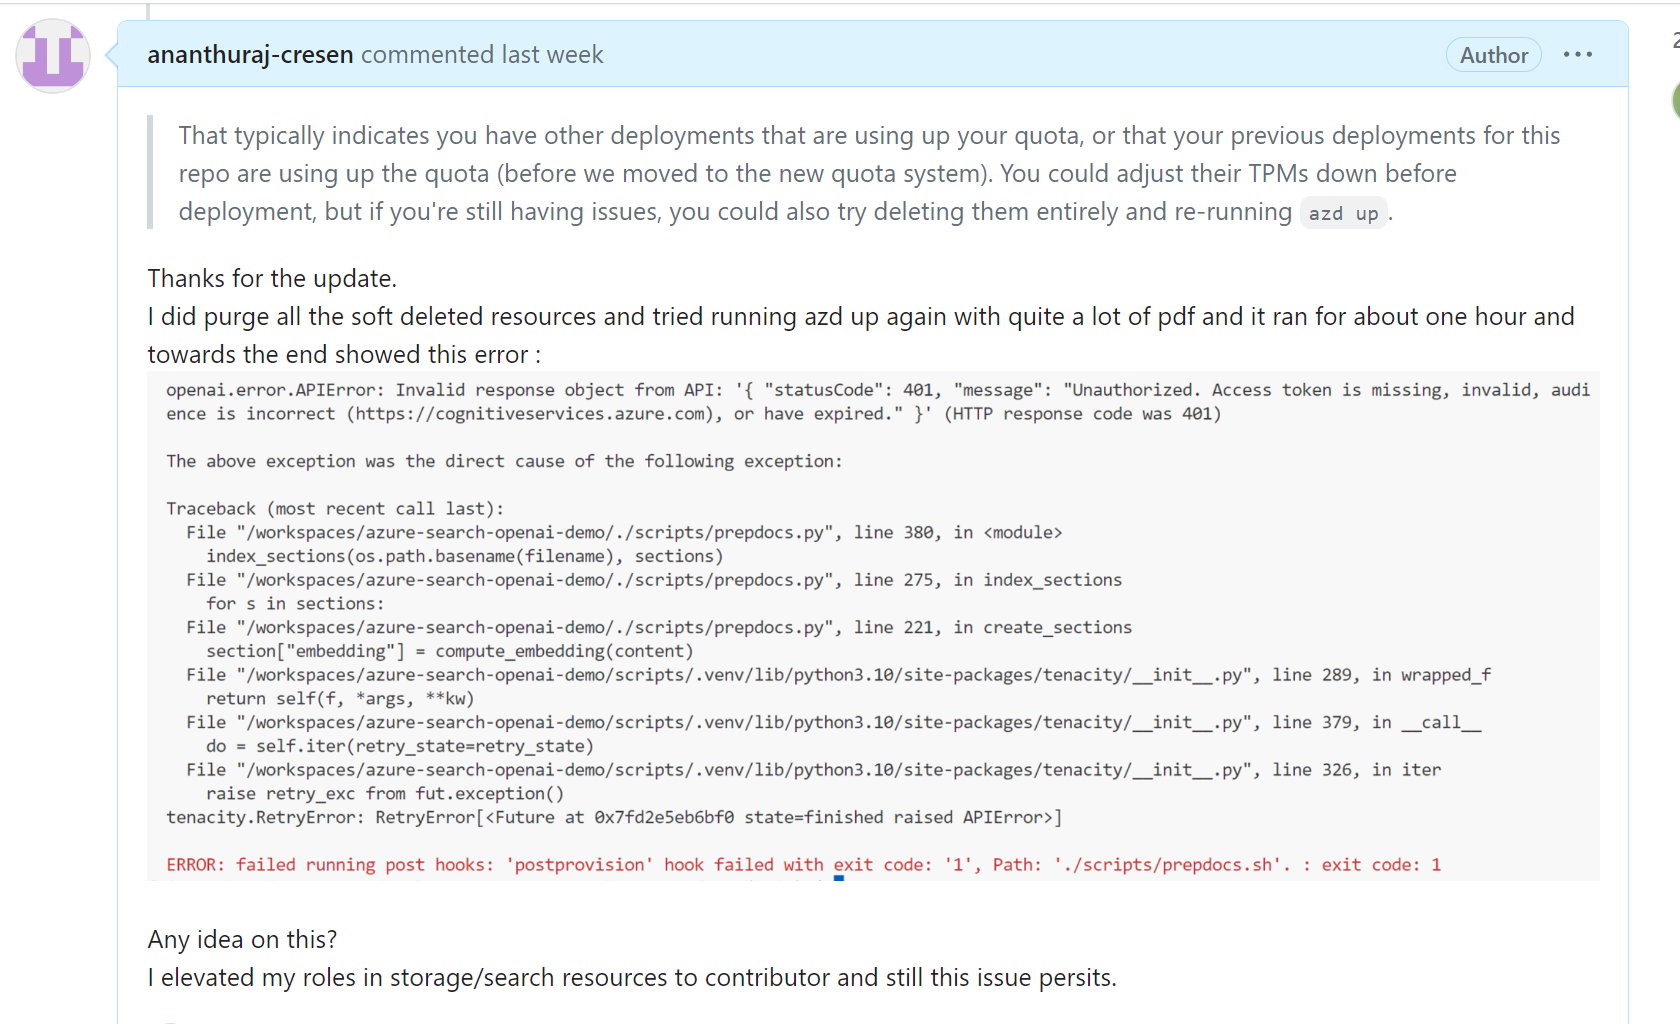 ananthuraj-cresen commented last week
Author
That typically indicates you have other deployments that are using up your quota, or that your previous deployments for this
repo are using up the quota (before we moved to the new quota system). You could adjust their TPMs down before
deployment, but if you're still having issues, you could also try deleting them entirely and re-running azd up.
Thanks for the update.
I did purge all the soft deleted resources and tried running azd up again with quite a lot of pdf and it ran for about one hour and
towards the end showed this error :
openai.error.APIError: Invalid response object from API: '{ "statusCode": 401, "message": "Unauthorized. Access token is missing, invalid, audi
ence is incorrect (https://cognitiveservices.azure.com), or have expired." }' (HTTP response code was 401)
The above exception was the direct cause of the following exception:
Traceback (most recent call last):
  File "/workspaces/azure-search-openai-demo/./scripts/prepdocs.py", line 380, in <module>
    index_sections(os.path.basename(filename), sections)
  File "/workspaces/azure-search-openai-demo/./scripts/prepdocs.py", line 275, in index_sections
    for s in sections:
  File "/workspaces/azure-search-openai-demo/./scripts/prepdocs.py", line 221, in create_sections
    section["embedding"] = compute_embedding(content)
  File "/workspaces/azure-search-openai-demo/scripts/.venv/lib/python3.10/site-packages/tenacity/__init__.py", line 289, in wrapped_f
    return self(f, *args, **kw)
  File "/workspaces/azure-search-openai-demo/scripts/.venv/lib/python3.10/site-packages/tenacity/__init__.py", line 379, in __call__
    do = self.iter(retry_state=retry_state)
  File "/workspaces/azure-search-openai-demo/scripts/.venv/lib/python3.10/site-packages/tenacity/__init__.py", line 326, in iter
    raise retry_exc from fut.exception()
tenacity.RetryError: RetryError[<Future at 0x7fd2e5eb6bf0 state=finished raised APIError>]
ERROR: failed running post hooks: 'postprovision' hook failed with exit code: '1', Path: './scripts/prepdocs.sh'. : exit code: 1
Any idea on this?
I elevated my roles in storage/search resources to contributor and still this issue persits.